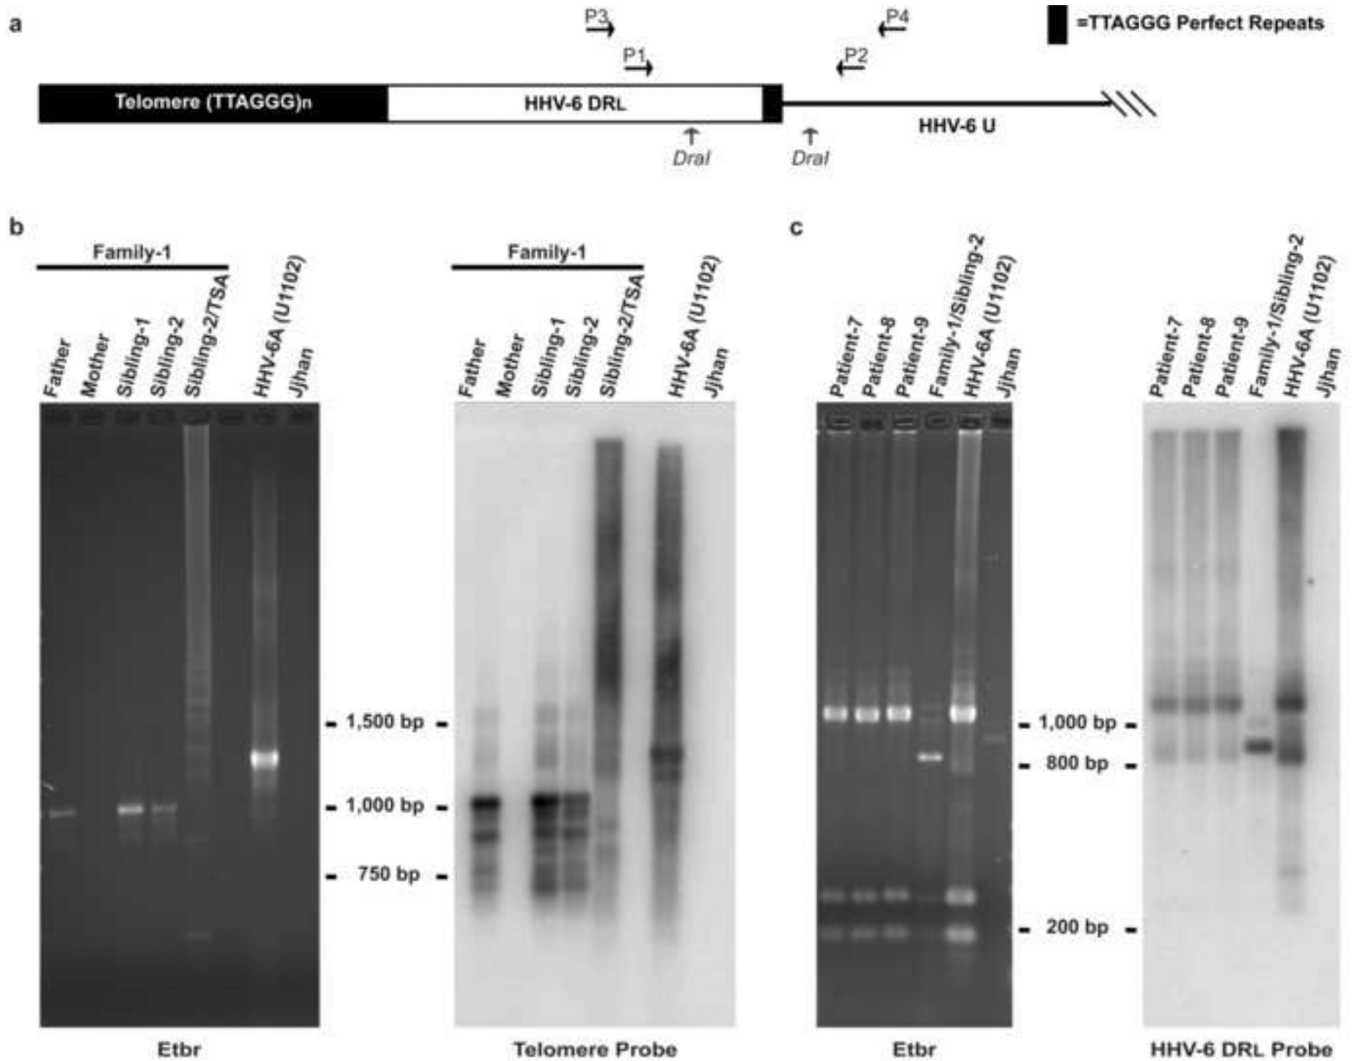 a
P3
P4
=TTAGGG Perfect Repeats
P1
P2
Telomere (TTAGGG)n
HHV-6 DRL
HHV-6 U
DraI
DraI
b
Family-1
Father
Mother
Sibling-1
Sibling-2
Sibling-2/TSA
HHV-6A (U1102)
Jjhan
Family-1
Father
Mother
Sibling-1
Sibling-2
Sibling-2/TSA
HHV-6A (U1102)
Jjhan
1,500 bp
1,000 bp
750 bp
Etbr
Telomere Probe
c
Patient-7
Patient-8
Patient-9
Family-1/Sibling-2
HHV-6A (U1102)
Jjhan
Patient-7
Patient-8
Patient-9
Family-1/Sibling-2
HHV-6A (U1102)
Jjhan
1,000 bp
800 bp
200 bp
Etbr
HHV-6 DRL Probe